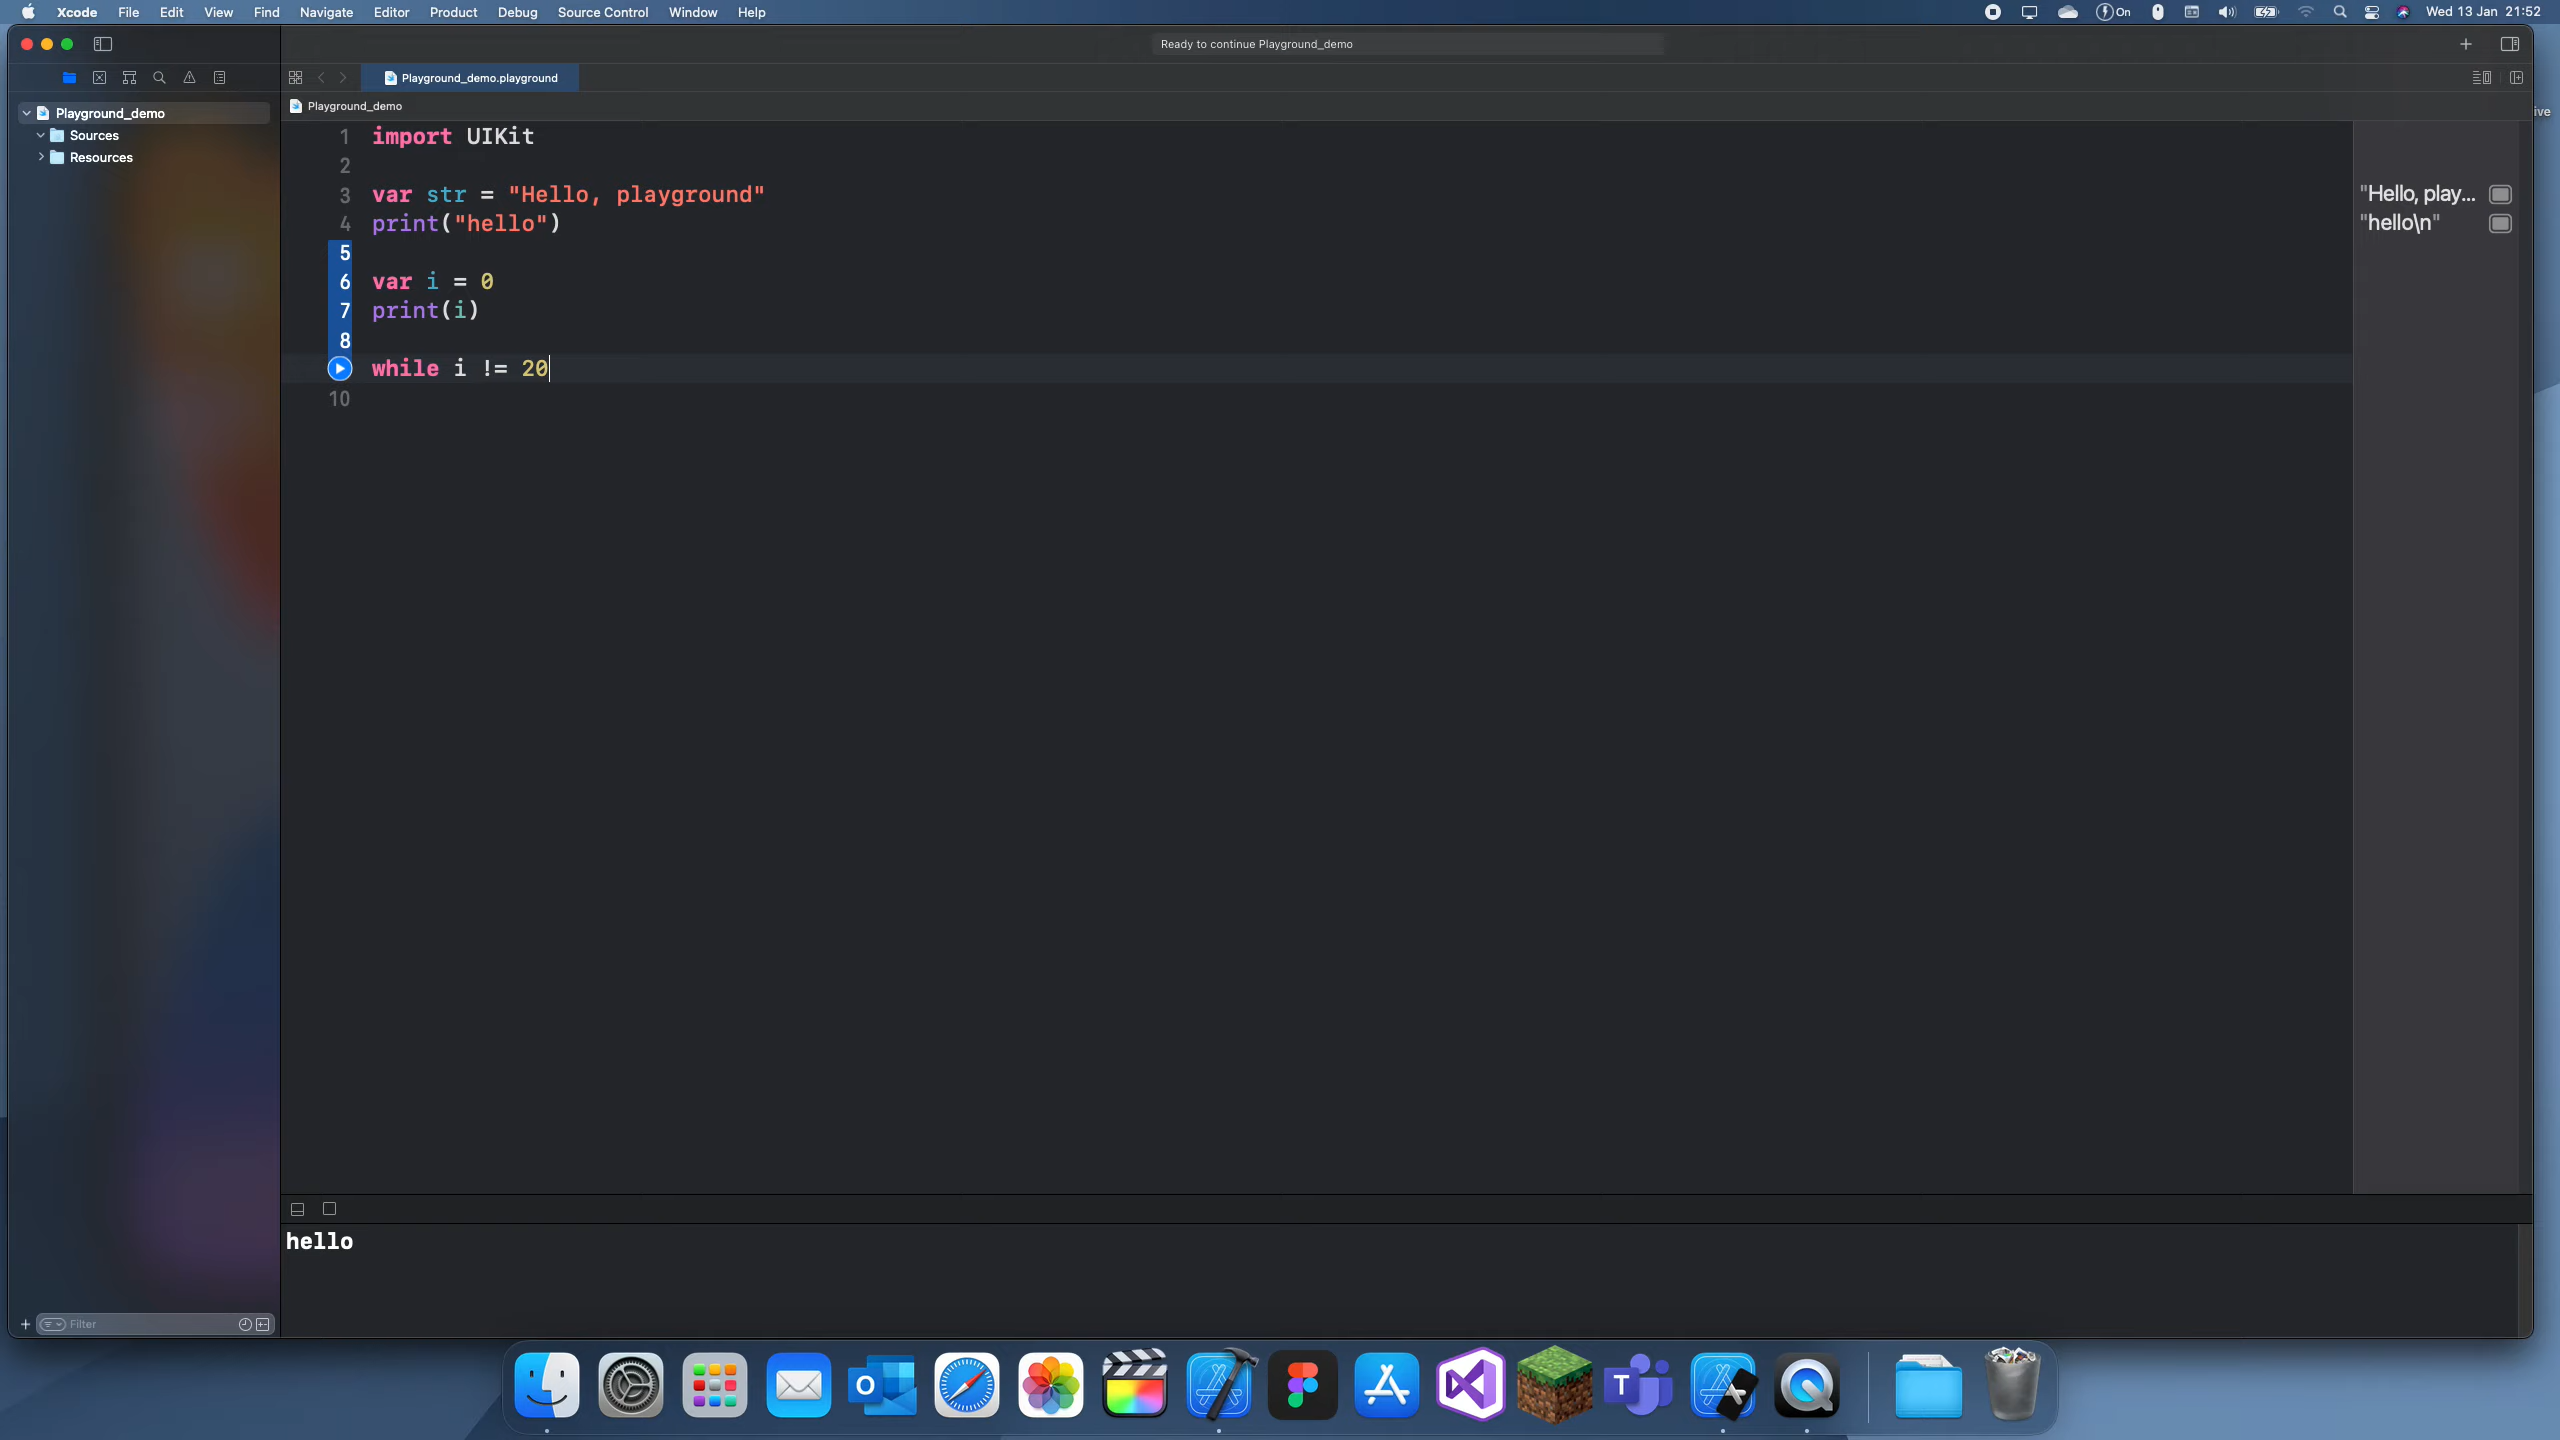 Xcode File Edit View Find Navigate Editor Product Debug Source Control Window Help
On Wed 13 Jan 21:52
Ready to continue Playground_demo
Playground_demo.playground
Playground_demo
Sources
Resources
Playground_demo
ive
1 import UIKit
2
3 var str = "Hello, playground"
4 print("hello")
5
6 var i = 0
7 print(i)
8
while i != 20
10
"Hello, play...
"hello\n"
hello
Filter